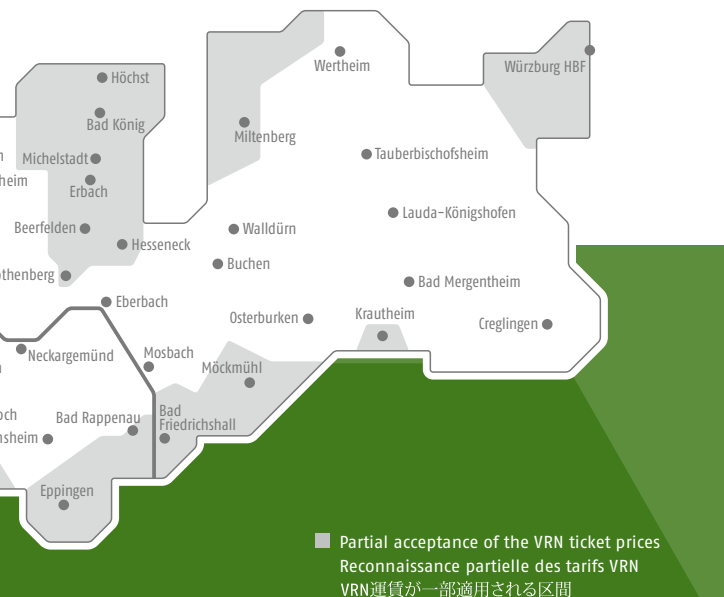 Höchst
Bad König
Michelstadt
Erbach
Beerfelden
Hesseneck
Eberbach
Neckargemünd
Mosbach
Bad Rappenau
Bad
Friedrichshall
Eppingen
Miltenberg
Wertheim
Würzburg HBF
Tauberbischofsheim
Lauda-Königshofen
Walldürn
Buchen
Bad Mergentheim
Osterburken
Krautheim
Creglingen
Möckmühl
Partial acceptance of the VRN ticket prices
Reconnaissance partielle des tarifs VRN
VRN運賃が一部適用される区間